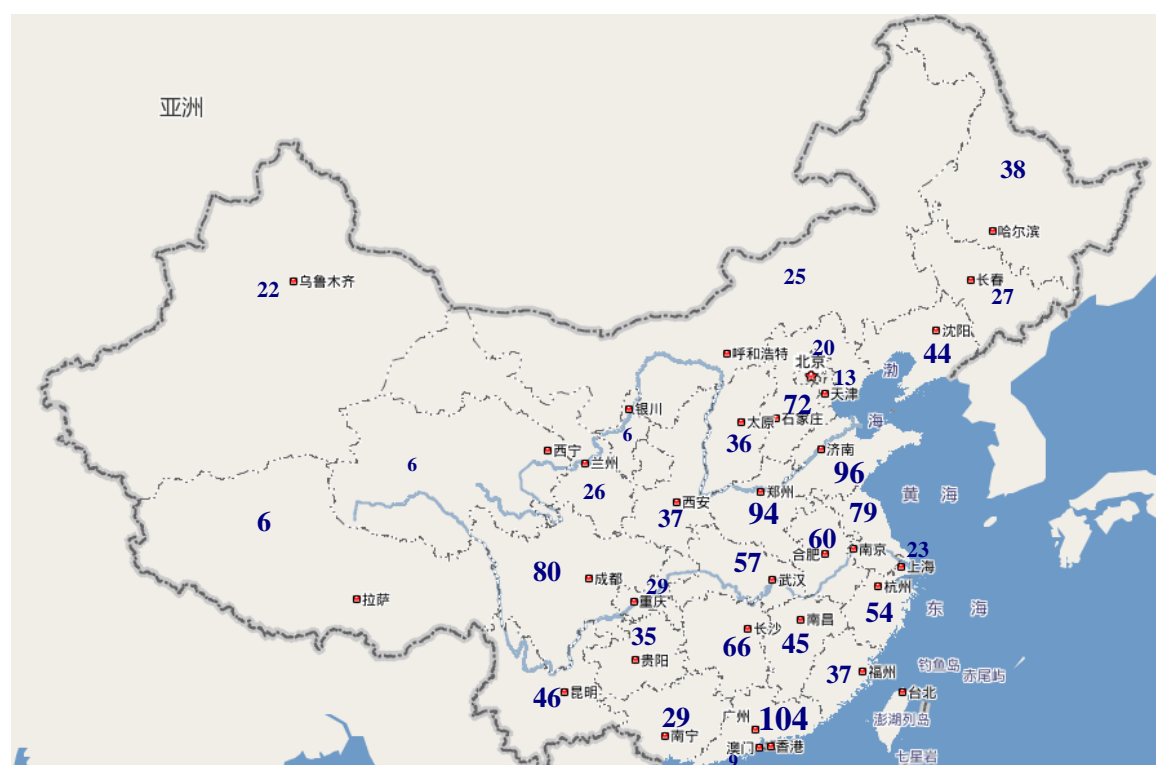 亚洲
38
哈尔滨
25
长春
27
乌鲁木齐
22
沈阳
44
呼和浩特
20
北京
渤
13
天津
72
银川
石家庄
太原
海
6
36
西宁
济南
6
兰州
96
26
郑州
黄 海
西安
37
94
79
6
60
南京
23
合肥
57
上海
80
成都
武汉
29
杭州
拉萨
重庆
东 海
54
南昌
长沙
35
66
45
贵阳
钓鱼岛
37
福州
赤尾屿
46
昆明
台北
29
广州
104
澎湖列岛
南宁
澳门
香港
9
七星岩